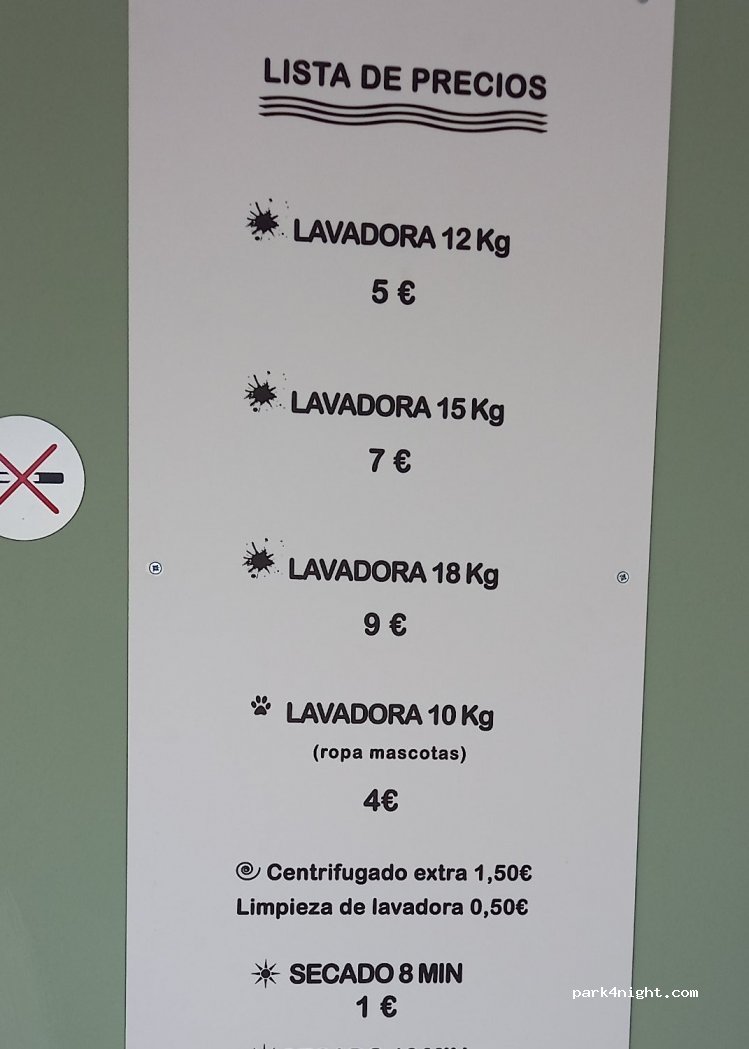 LISTA DE PRECIOS
LAVADORA 12 Kg
5 €
LAVADORA 15 Kg
7 €
LAVADORA 18 Kg
9 €
LAVADORA 10 Kg
(ropa mascotas)
4€
Centrifugado extra 1,50€
Limpieza de lavadora 0,50€
SECADO 8 MIN
1 €
park4night.com